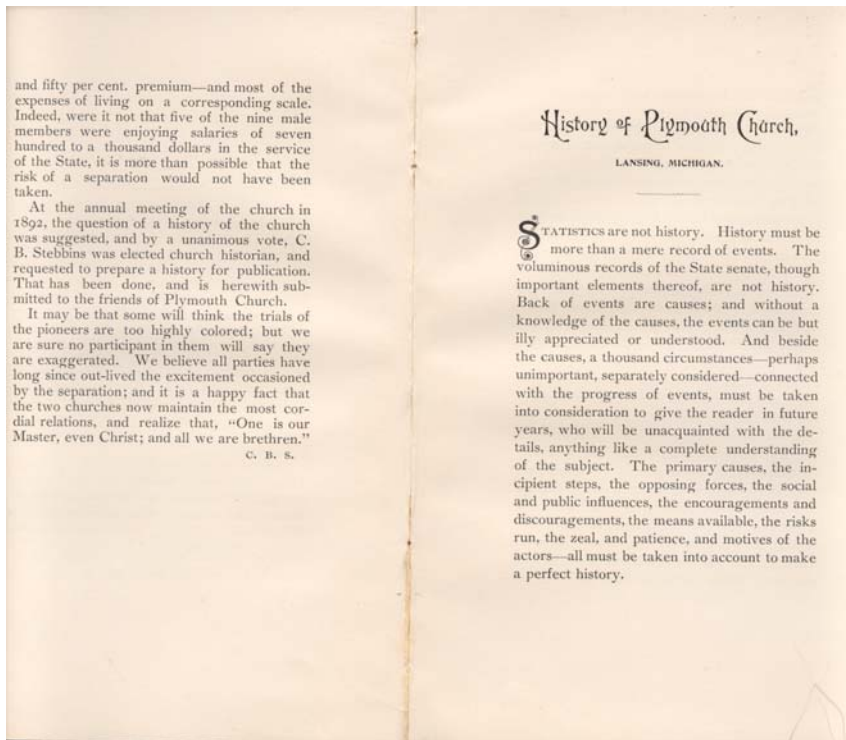 and fifty per cent. premium—and most of the
expenses of living on a corresponding scale.
Indeed, were it not that five of the nine male
members were enjoying salaries of seven
hundred to a thousand dollars in the service
of the State, it is more than possible that the
risk of a separation would not have been
taken.
At the annual meeting of the church in
1892, the question of a history of the church
was suggested, and by a unanimous vote, C.
B. Stebbins was elected church historian, and
requested to prepare a history for publication.
That has been done, and is herewith sub-
mitted to the friends of Plymouth Church.
It may be that some will think the trials of
the pioneers are too highly colored; but we
are sure no participant in them will say they
are exaggerated. We believe all parties have
long since out-lived the excitement occasioned
by the separation; and it is a happy fact that
the two churches now maintain the most cor-
dial relations, and realize that, “One is our
Master, even Christ; and all we are brethren.”
C. B. S.
History of Plymouth Church,
LANSING, MICHIGAN.
STATISTICS are not history. History must be
more than a mere record of events. The
voluminous records of the State senate, though
important elements thereof, are not history.
Back of events are causes; and without a
knowledge of the causes, the events can be but
illy appreciated or understood. And beside
the causes, a thousand circumstances—perhaps
unimportant, separately considered—connected
with the progress of events, must be taken
into consideration to give the reader in future
years, who will be unacquainted with the de-
tails, anything like a complete understanding
of the subject. The primary causes, the in-
cipient steps, the opposing forces, the social
and public influences, the encouragements and
discouragements, the means available, the risks
run, the zeal, and patience, and motives of the
actors—all must be taken into account to make
a perfect history.